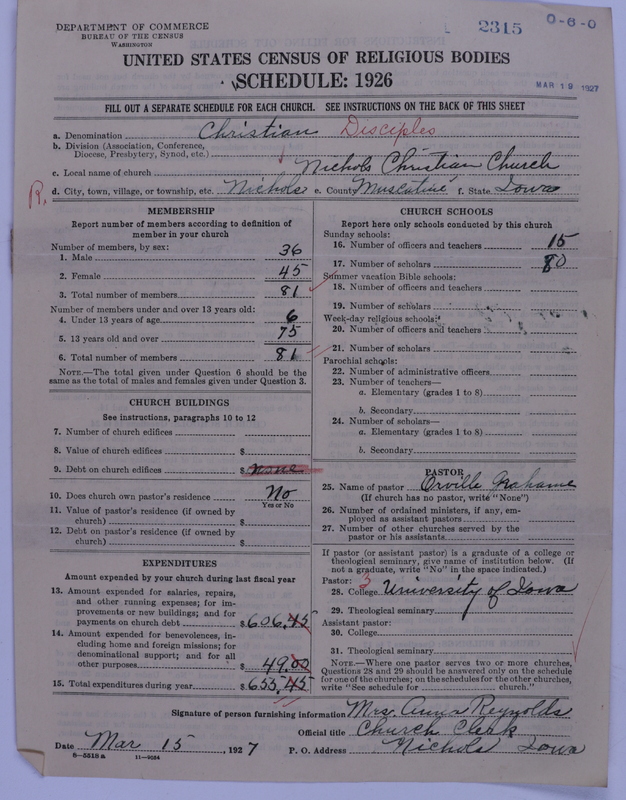 DEPARTMENT OF COMMERCE
BUREAU OF THE CENSUS
WASHINGTON
2315
0-6-0
UNITED STATES CENSUS OF RELIGIOUS BODIES
SCHEDULE: 1926
MAR 19 1927
FILL OUT A SEPARATE SCHEDULE FOR EACH CHURCH. SEE INSTRUCTIONS ON THE BACK OF THIS SHEET
a. Denomination Christian Disciples
b. Division (Association, Conference,
Diocese, Presbytery, Synod, etc.)
c. Local name of church Nichols Christian Church
R. d. City, town, village, or township, etc. Nichols e. County Muscatine f. State Iowa
MEMBERSHIP
Report number of members according to definition of
member in your church
Number of members, by sex:
1. Male 36
2. Female 45
3. Total number of members 81
Number of members under and over 13 years old:
4. Under 13 years of age 6
5. 13 years old and over 75
6. Total number of members 81
NOTE.—The total given under Question 6 should be
same as the total of males and females given under Question 3.
CHURCH BUILDINGS
See instructions, paragraphs 10 to 12
7. Number of church edifices
8. Value of church edifices $
9. Debt on church edifices $ none
10. Does church own pastor's residence No
Yes or No
11. Value of pastor's residence (if owned by
church) $
12. Debt on pastor's residence (if owned by
church) $
EXPENDITURES
Amount expended by your church during last fiscal year
13. Amount expended for salaries, repairs,
and other running expenses; for im-
provements or new buildings; and for
payments on church debt $ 606.45
14. Amount expended for benevolences, in-
cluding home and foreign missions; for
denominational support; and for all
other purposes 49.00
15. Total expenditures during year $ 655.45
CHURCH SCHOOLS
Report here only schools conducted by this church
Sunday schools:
16. Number of officers and teachers 15
17. Number of scholars 80
Summer vacation Bible schools:
18. Number of officers and teachers
19. Number of scholars
Week-day religious schools:
20. Number of officers and teachers
21. Number of scholars
Parochial schools:
22. Number of administrative officers
23. Number of teachers—
a. Elementary (grades 1 to 8)
b. Secondary
24. Number of scholars—
a. Elementary (grades 1 to 8)
b. Secondary
PASTOR
25. Name of pastor Orville Grahame
(If church has no pastor, write "None")
26. Number of ordained ministers, if any, em-
ployed as assistant pastors
27. Number of other churches served by the
pastor or his assistants
If pastor (or assistant pastor) is a graduate of a college or
theological seminary, give name of institution below. (If
not a graduate, write "No" in the space indicated.)
Pastor: 3
28. College University of Iowa
29. Theological seminary
Assistant pastor:
30. College
31. Theological seminary
NOTE.—Where one pastor serves two or more churches,
Questions 28 and 29 should be answered only on the schedule
for one of the churches; on the schedules for the other churches,
write "See schedule for church."
Signature of person furnishing information Mrs. Anna Reynolds
Official title Church Clerk
Date Mar 15, 1927 P. O. Address Nichols Iowa
6-5518a 11-9024